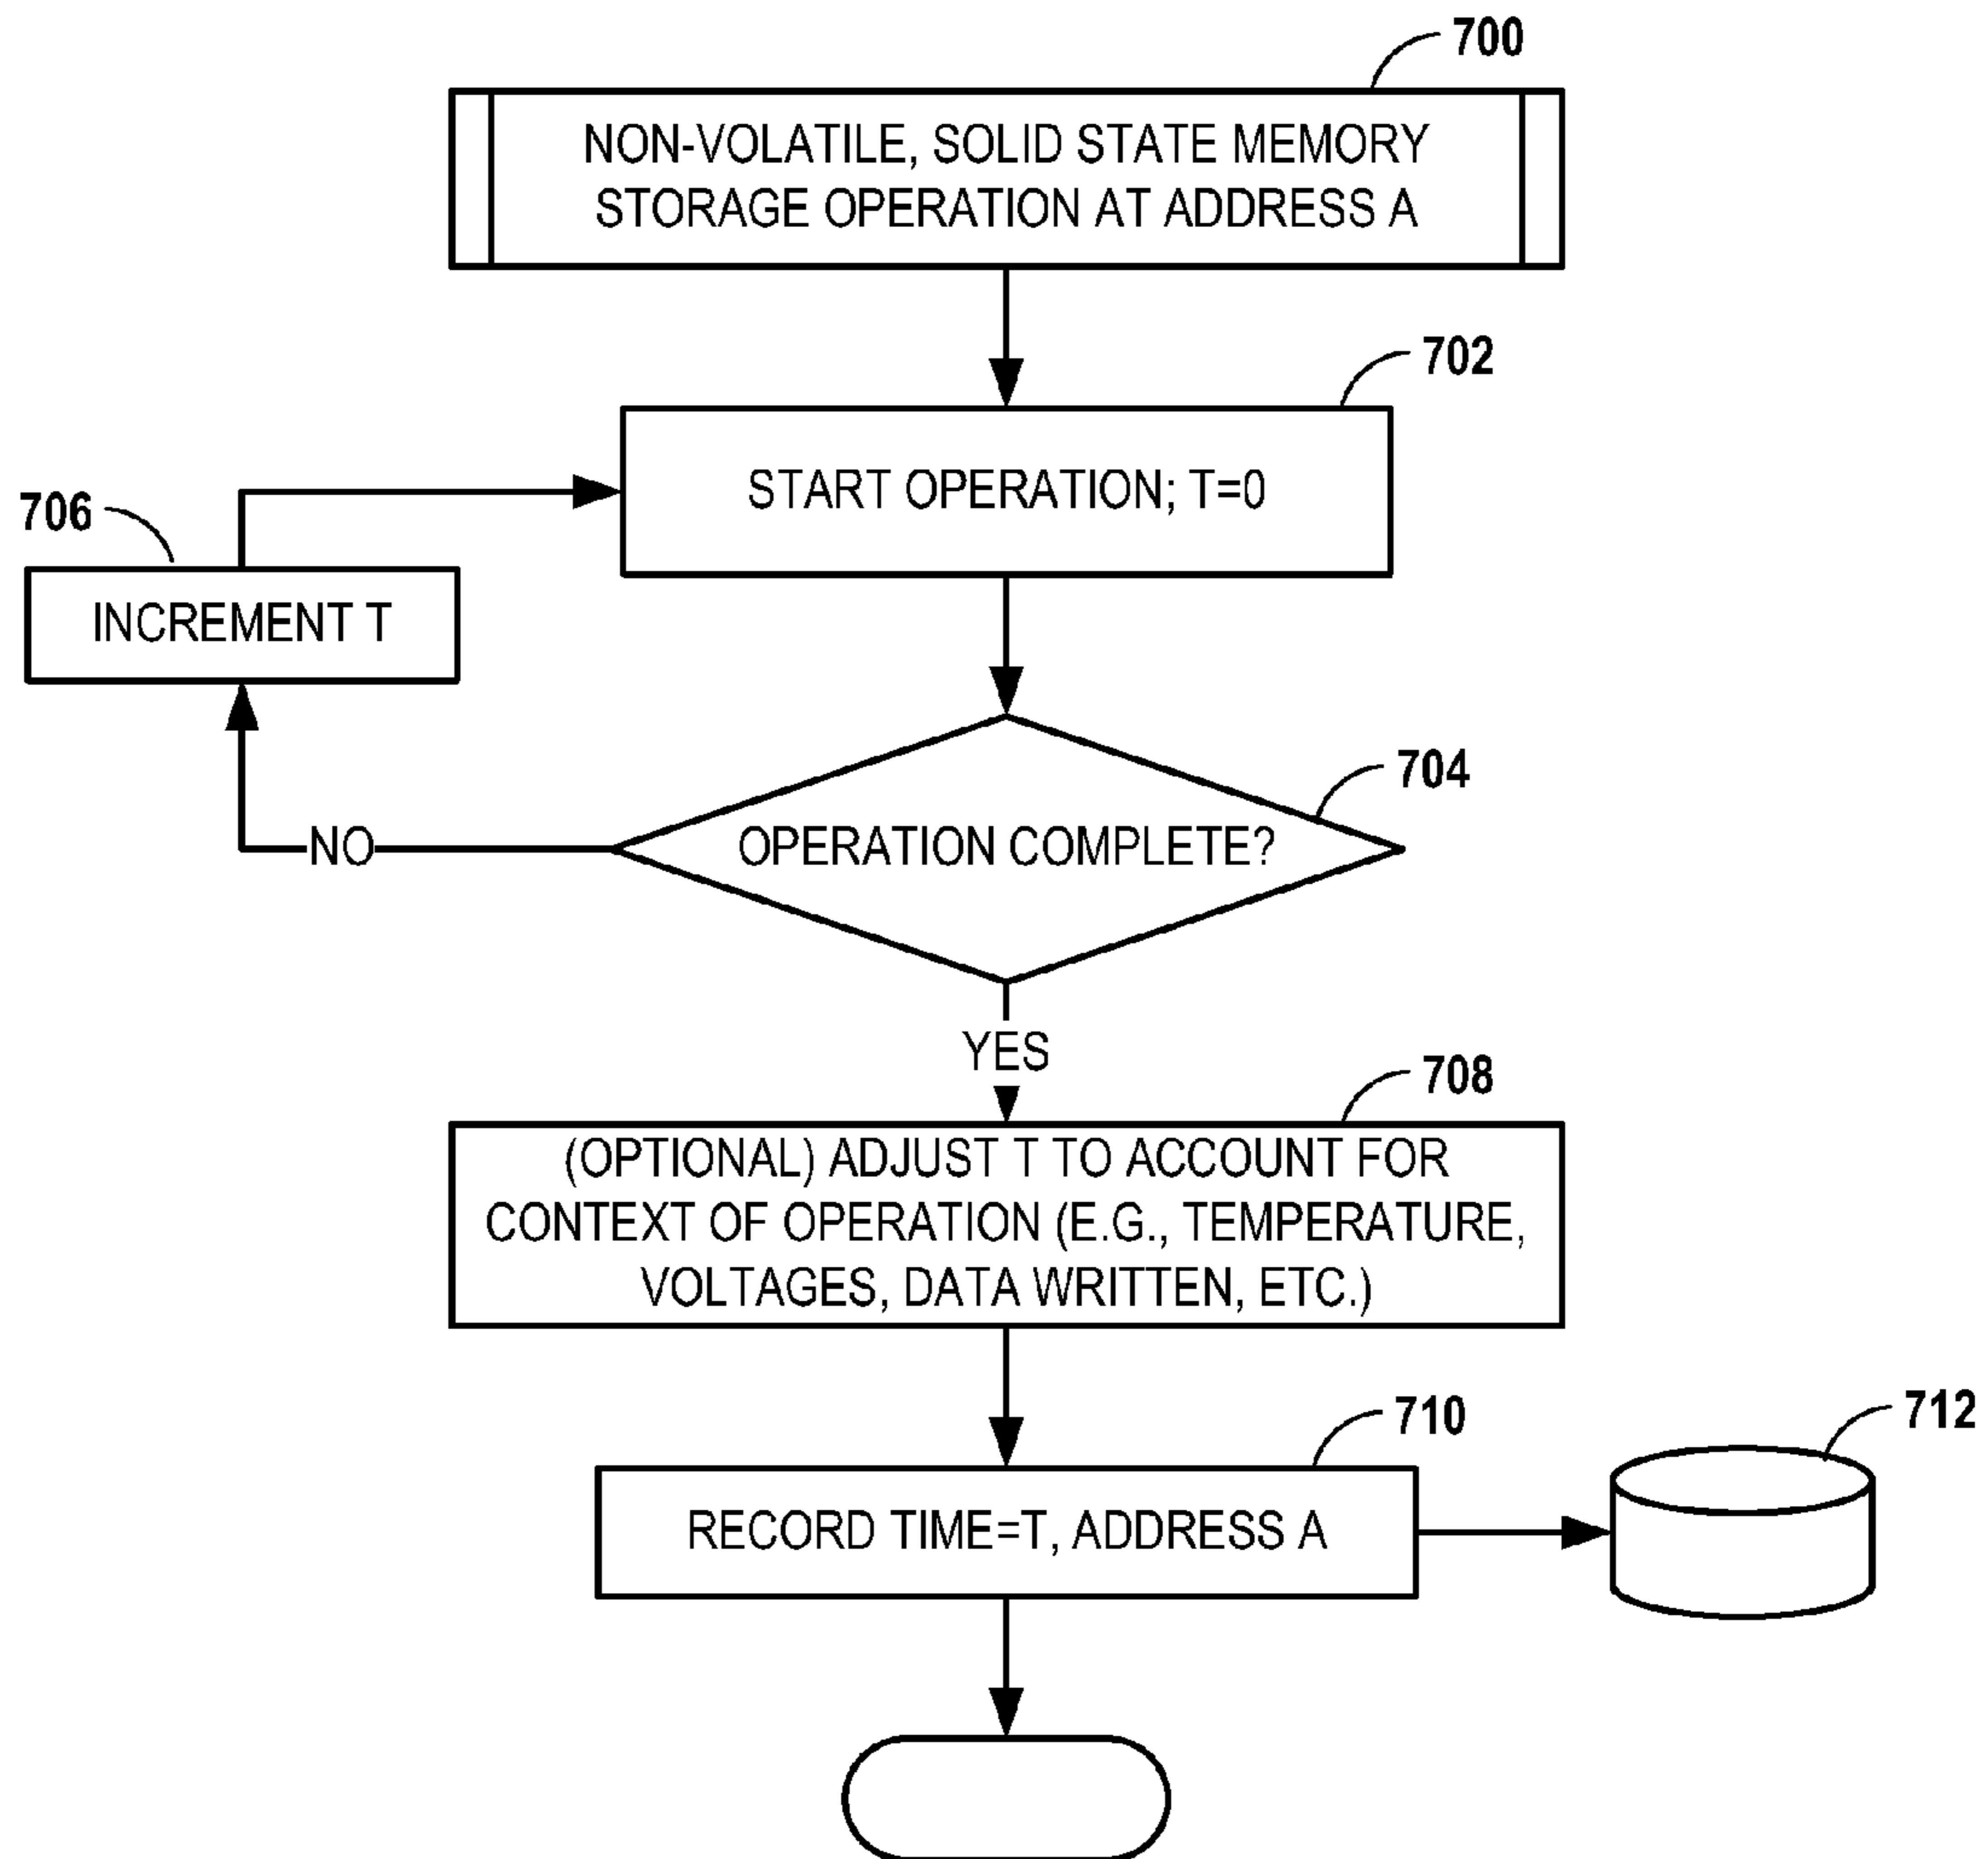 700
NON-VOLATILE, SOLID STATE MEMORY
STORAGE OPERATION AT ADDRESS A
702
START OPERATION; T=0
706
INCREMENT T
704
OPERATION COMPLETE?
NO
YES
708
(OPTIONAL) ADJUST T TO ACCOUNT FOR
CONTEXT OF OPERATION (E.G., TEMPERATURE,
VOLTAGES, DATA WRITTEN, ETC.)
710
RECORD TIME=T, ADDRESS A
712